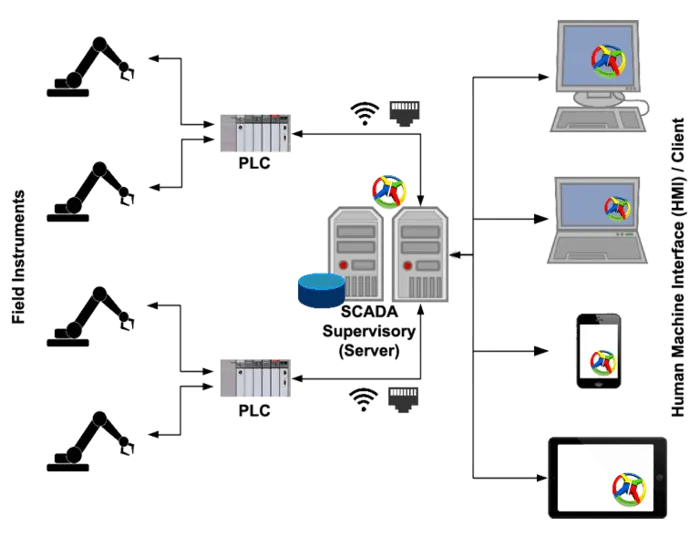 Field Instruments
PLC
SCADA
Supervisory
(Server)
PLC
Human Machine Interface (HMI) / Client